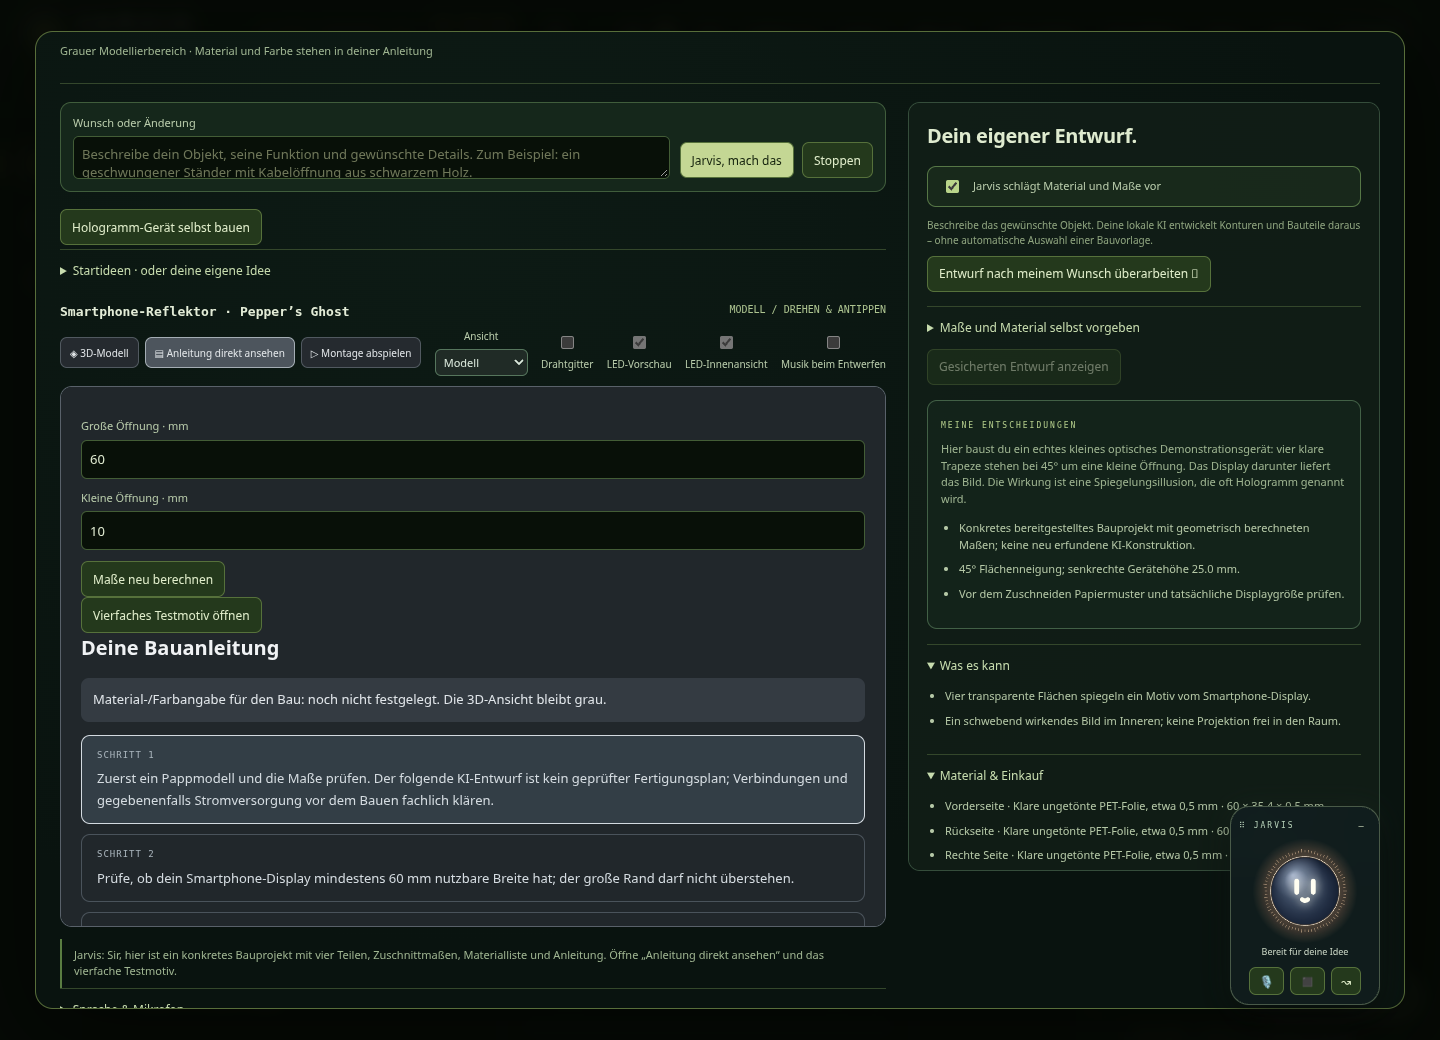 Grauer Modellierbereich · Material und Farbe stehen in deiner Anleitung
Wunsch oder Änderung
Beschreibe dein Objekt, seine Funktion und gewünschte Details. Zum Beispiel: ein
geschwungener Ständer mit Kabelöffnung aus schwarzem Holz.
Jarvis, mach das
Stoppen
Hologramm-Gerät selbst bauen
Startideen · oder deine eigene Idee
Smartphone-Reflektor · Pepper’s Ghost
MODELL / DREHEN & ANTIPPEN
◈ 3D-Modell
▤ Anleitung direkt ansehen
▷ Montage abspielen
Ansicht
Modell
Drahtgitter
LED-Vorschau
LED-Innenansicht
Musik beim Entwerfen
Große Öffnung · mm
60
Kleine Öffnung · mm
10
Maße neu berechnen
Vierfaches Testmotiv öffnen
Deine Bauanleitung
Material-/Farbangabe für den Bau: noch nicht festgelegt. Die 3D-Ansicht bleibt grau.
SCHRITT 1
Zuerst ein Pappmodell und die Maße prüfen. Der folgende KI-Entwurf ist kein geprüfter Fertigungsplan; Verbindungen und
gegebenenfalls Stromversorgung vor dem Bauen fachlich klären.
SCHRITT 2
Prüfe, ob dein Smartphone-Display mindestens 60 mm nutzbare Breite hat; der große Rand darf nicht überstehen.
Jarvis: Sir, hier ist ein konkretes Bauprojekt mit vier Teilen, Zuschnittmaßen, Materialliste und Anleitung. Öffne „Anleitung direkt ansehen“ und das
vierfache Testmotiv.
Sprache & Mikrofon
Dein eigener Entwurf.
Jarvis schlägt Material und Maße vor
Beschreibe das gewünschte Objekt. Deine lokale KI entwickelt Konturen und Bauteile daraus
– ohne automatische Auswahl einer Bauvorlage.
Entwurf nach meinem Wunsch überarbeiten
Maße und Material selbst vorgeben
Gesicherten Entwurf anzeigen
MEINE ENTSCHEIDUNGEN
Hier baust du ein echtes kleines optisches Demonstrationsgerät: vier klare
Trapeze stehen bei 45° um eine kleine Öffnung. Das Display darunter liefert
das Bild. Die Wirkung ist eine Spiegelungsillusion, die oft Hologramm genannt
wird.
• Konkretes bereitgestelltes Bauprojekt mit geometrisch berechneten
Maßen; keine neu erfundene KI-Konstruktion.
• 45° Flächenneigung; senkrechte Gerätehöhe 25.0 mm.
• Vor dem Zuschneiden Papiermuster und tatsächliche Displaygröße prüfen.
Was es kann
• Vier transparente Flächen spiegeln ein Motiv vom Smartphone-Display.
• Ein schwebend wirkendes Bild im Inneren; keine Projektion frei in den Raum.
Material & Einkauf
• Vorderseite · Klare ungetönte PET-Folie, etwa 0,5 mm · 60 × 35.4 × 0.5 mm
• Rückseite · Klare ungetönte PET-Folie, etwa 0,5 mm · 60
• Rechte Seite · Klare ungetönte PET-Folie, etwa 0,5 mm ·
JARVIS
Bereit für deine Idee